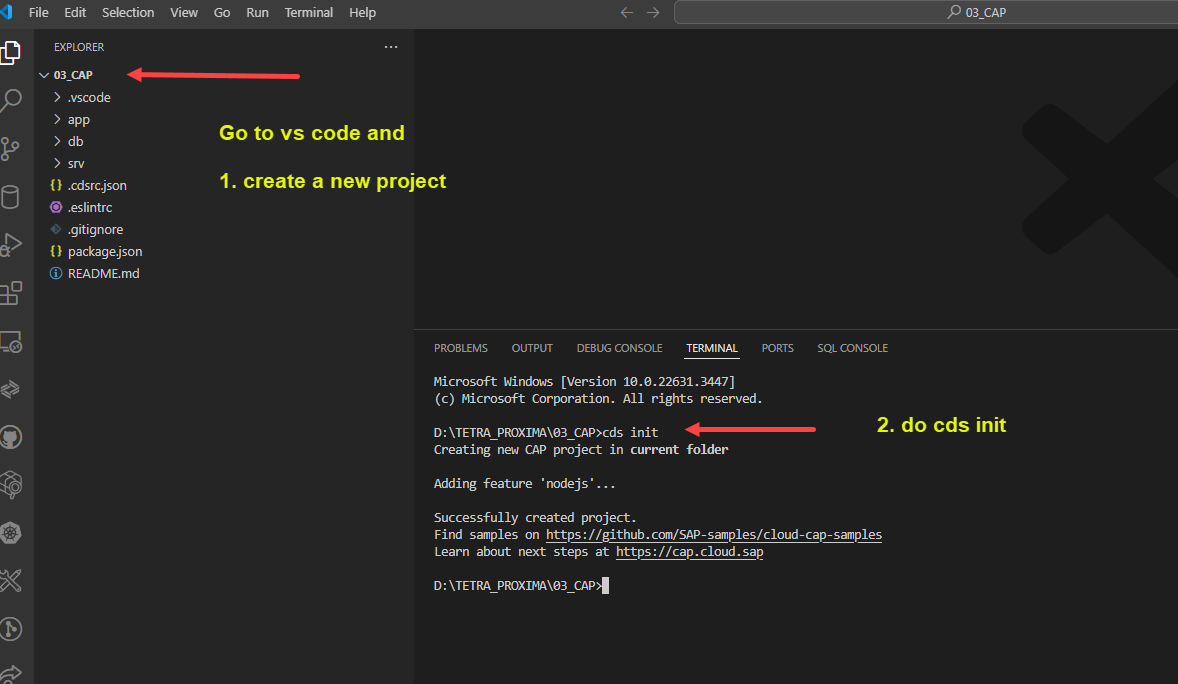 File Edit Selection View Go Run Terminal Help
03_CAP
EXPLORER
03_CAP
.vscode
app
Go to vs code and
db
srv
1. create a new project
{} .cdsrc.json
.eslintrc
.gitignore
{} package.json
README.md
PROBLEMS OUTPUT DEBUG CONSOLE TERMINAL PORTS SQL CONSOLE
Microsoft Windows [Version 10.0.22631.3447]
(c) Microsoft Corporation. All rights reserved.
D:\TETRA_PROXIMA\03_CAP>cds init
2. do cds init
Creating new CAP project in current folder
Adding feature 'nodejs'...
Successfully created project.
Find samples on https://github.com/SAP-samples/cloud-cap-samples
Learn about next steps at https://cap.cloud.sap
D:\TETRA_PROXIMA\03_CAP>